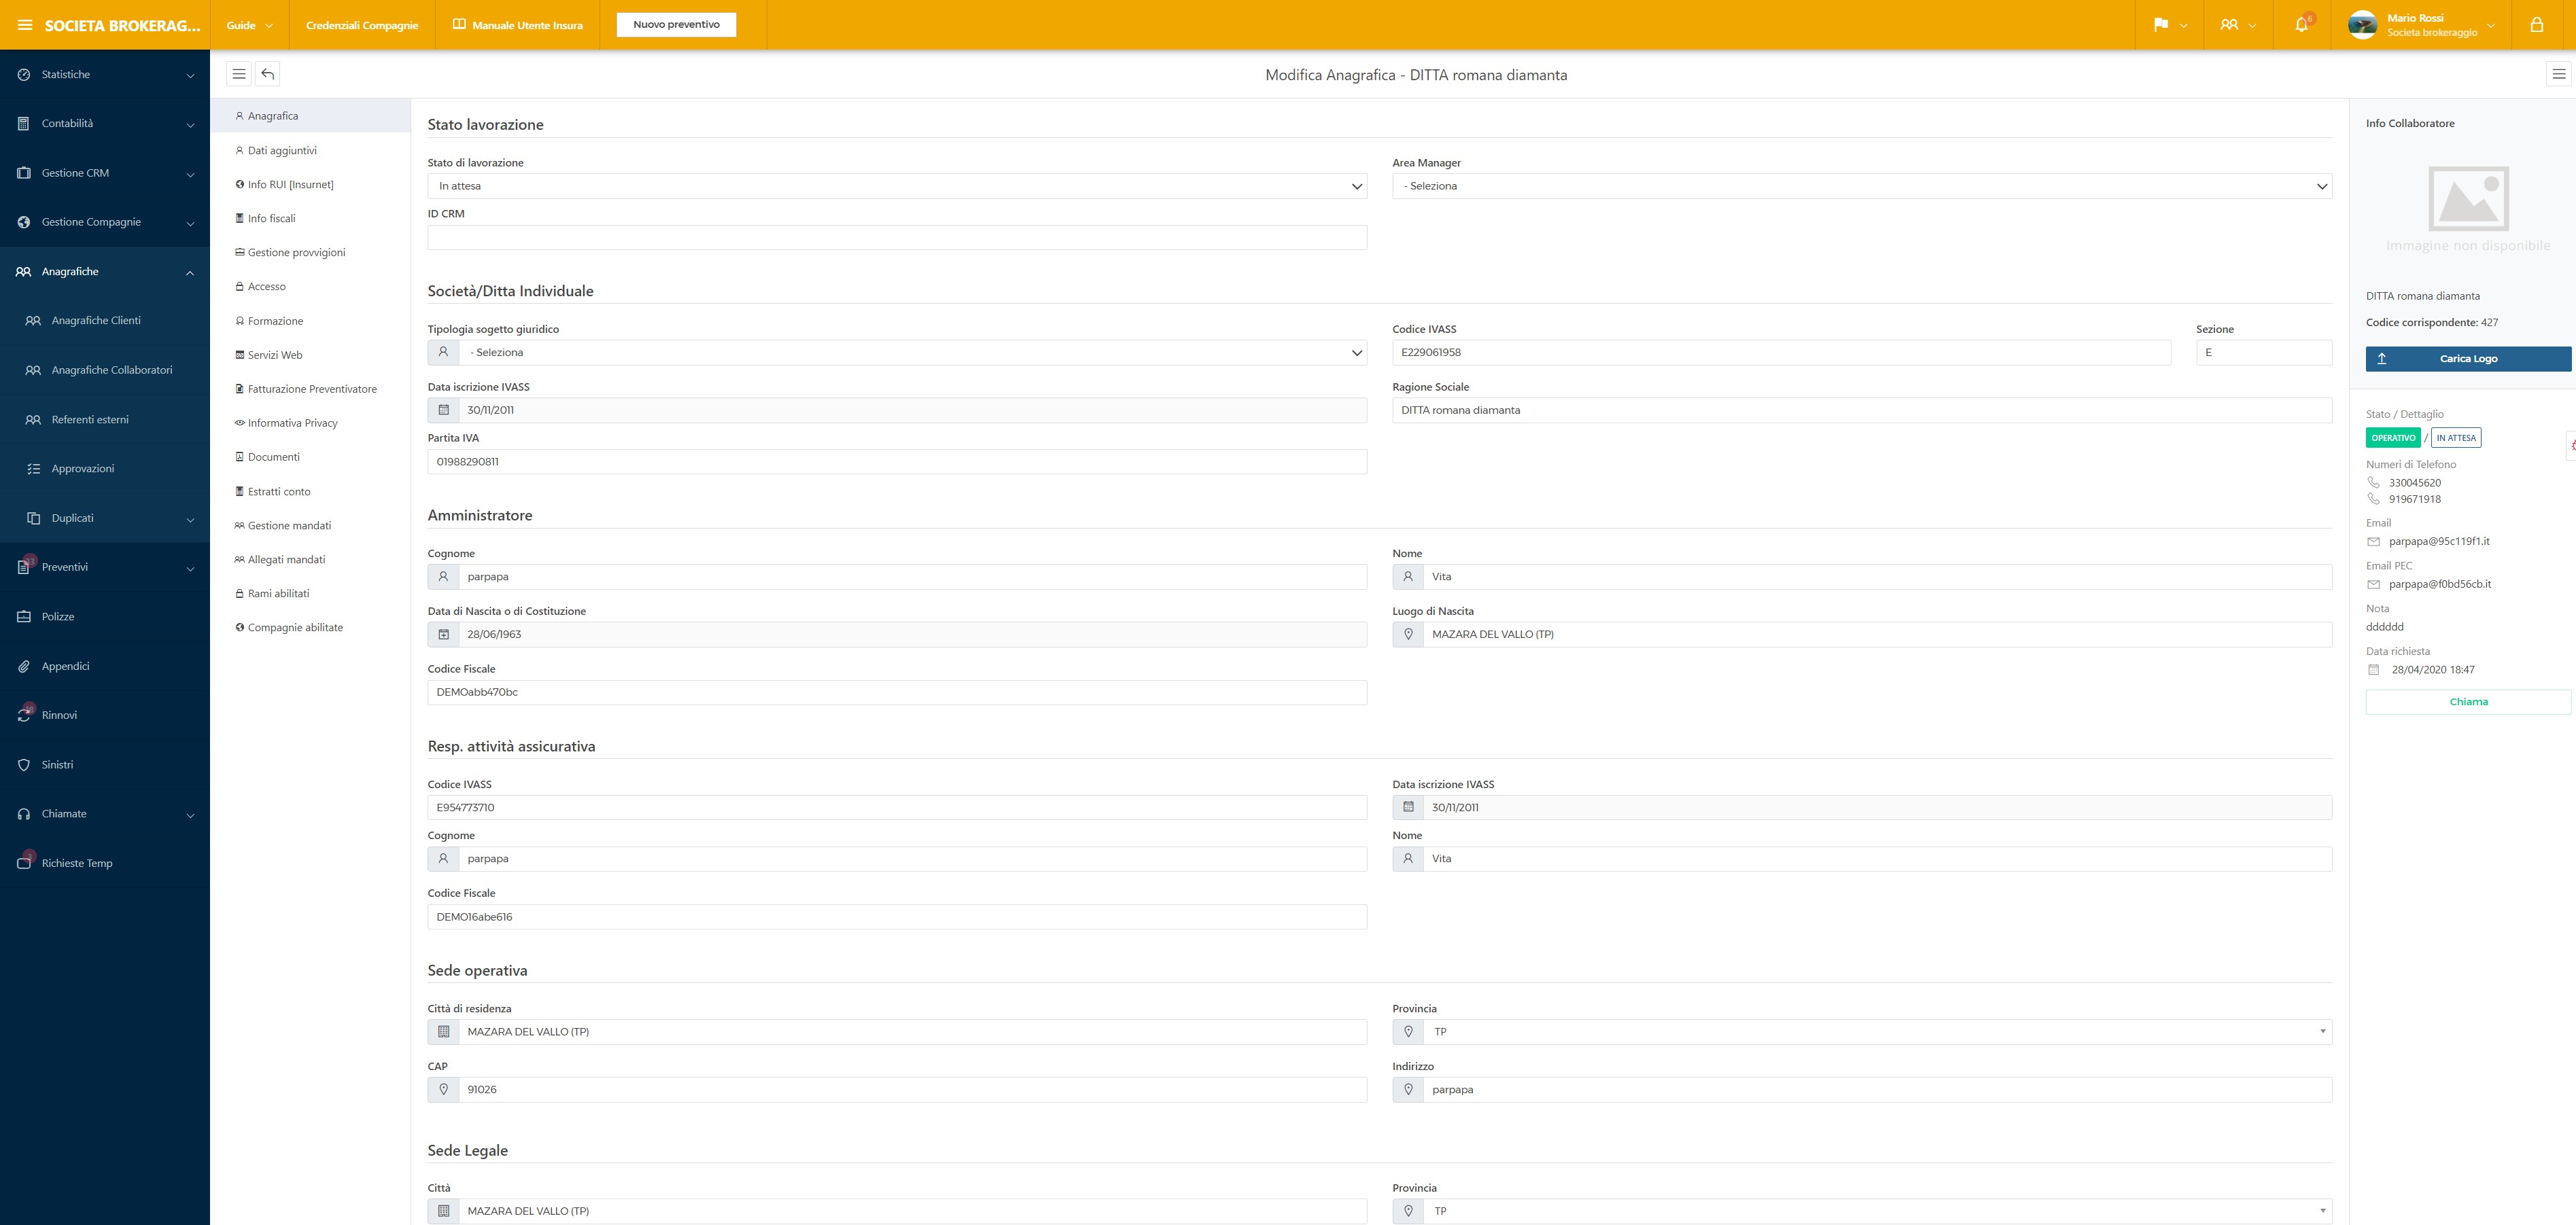 SOCIETA BROKERAG...
Guide
Credenziali Compagnie
Manuale Utente Insura
Nuovo preventivo
6
Mario Rossi
Societa brokeraggio
Statistiche
Contabilità
Gestione CRM
Gestione Compagnie
Anagrafiche
Anagrafiche Clienti
Anagrafiche Collaboratori
Referenti esterni
Approvazioni
Duplicati
Preventivi
Polizze
Appendici
Rinnovi
Sinistri
Chiamate
Richieste Temp
Modifica Anagrafica - DITTA romana diamanta
Anagrafica
Dati aggiuntivi
Info RUI [Insurnet]
Info fiscali
Gestione provvigioni
Accesso
Formazione
Servizi Web
Fatturazione Preventivatore
Informativa Privacy
Documenti
Estratti conto
Gestione mandati
Allegati mandati
Rami abilitati
Compagnie abilitate
Stato lavorazione
Stato di lavorazione
In attesa
Area Manager
- Seleziona
ID CRM
Società/Ditta Individuale
Tipologia sogetto giuridico
- Seleziona
Codice IVASS
E229061958
Sezione
E
Data iscrizione IVASS
30/11/2011
Ragione Sociale
DITTA romana diamanta
Partita IVA
01988290811
Amministratore
Cognome
parpapa
Nome
Vita
Data di Nascita o di Costituzione
28/06/1963
Luogo di Nascita
MAZARA DEL VALLO (TP)
Codice Fiscale
DEMOabb470bc
Resp. attività assicurativa
Codice IVASS
E954773710
Data iscrizione IVASS
30/11/2011
Cognome
parpapa
Nome
Vita
Codice Fiscale
DEMO16abe616
Sede operativa
Città di residenza
MAZARA DEL VALLO (TP)
Provincia
TP
CAP
91026
Indirizzo
parpapa
Sede Legale
Città
MAZARA DEL VALLO (TP)
Provincia
TP
Info Collaboratore
Immagine non disponibile
DITTA romana diamanta
Codice corrispondente: 427
Carica Logo
Stato / Dettaglio
OPERATIVO / IN ATTESA
Numeri di Telefono
330045620
919671918
Email
parpapa@95c119f1.it
Email PEC
parpapa@f0bd56cb.it
Nota
dddddd
Data richiesta
28/04/2020 18:47
Chiama